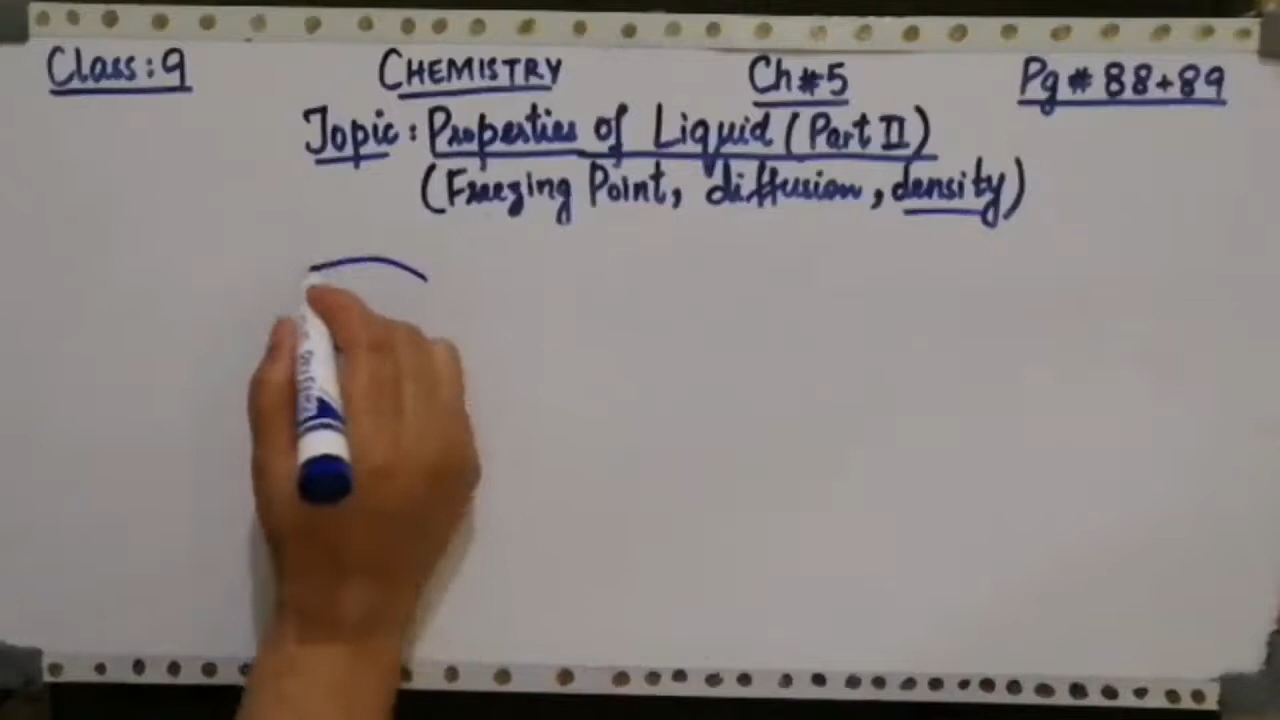 Class: 9 CHEMISTRY Ch#5 Pg # 88+89
Topic: Properties of Liquid (Part II)
(Freezing Point, diffusion, density)